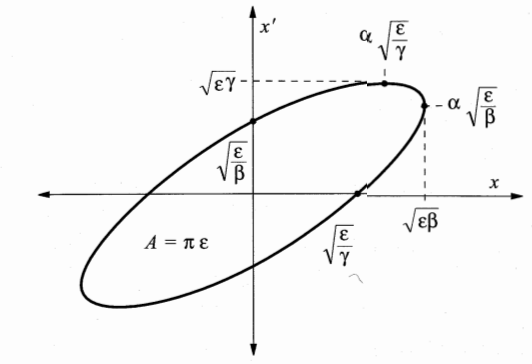 x′
α √(ε/γ)
√(εγ)
α √(ε/β)
√(ε/β)
x
√(εβ)
A = π ε
√(ε/γ)